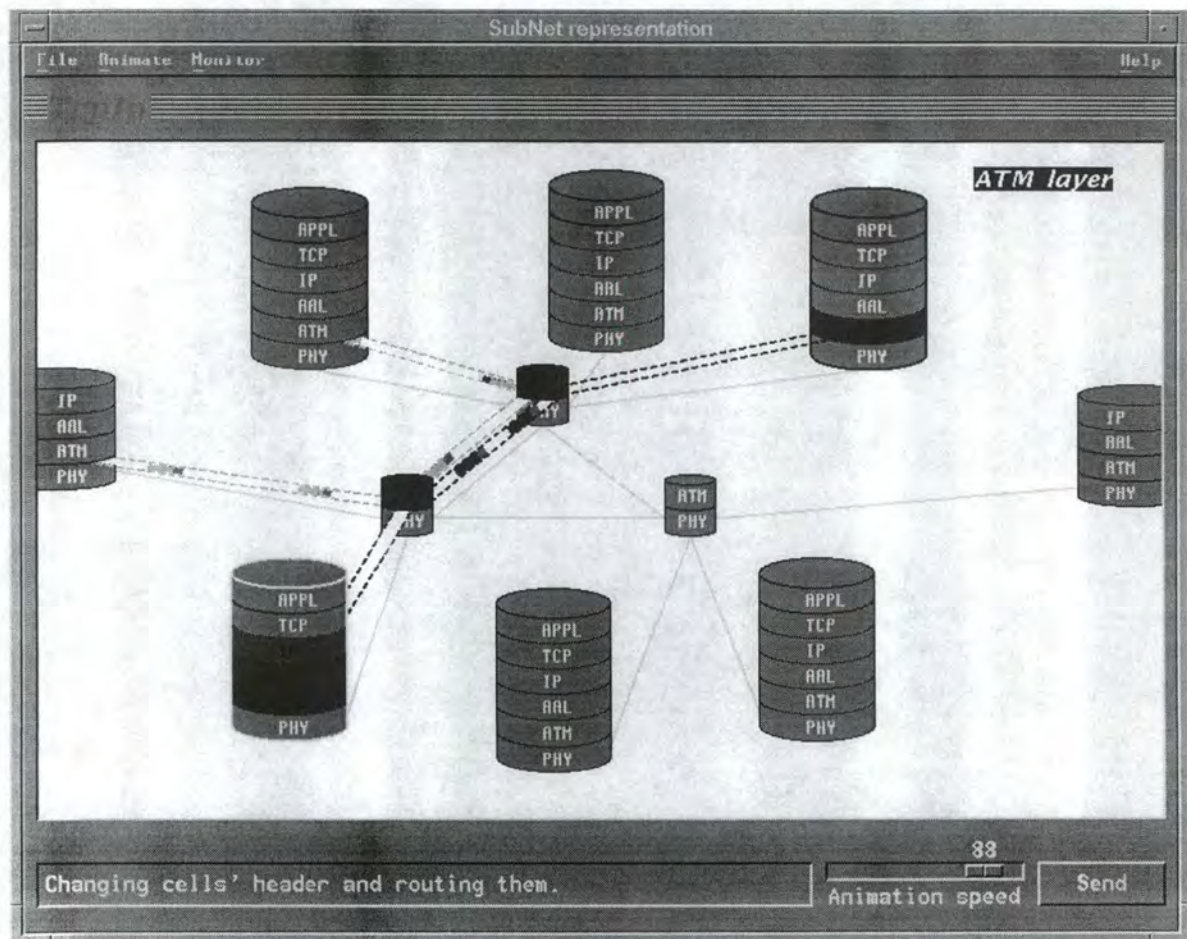 SubNet representation
File Animate Monitor Help
ATM layer
APPL
TCP
IP
AAL
ATM
PHY
APPL
TCP
IP
AAL
ATM
PHY
APPL
TCP
IP
AAL
PHY
IP
AAL
ATM
PHY
IP
AAL
ATM
PHY
ATM
PHY
APPL
TCP
IP
PHY
APPL
TCP
IP
AAL
ATM
PHY
APPL
TCP
IP
AAL
ATM
PHY
Changing cells' header and routing them.
88
Animation speed
Send